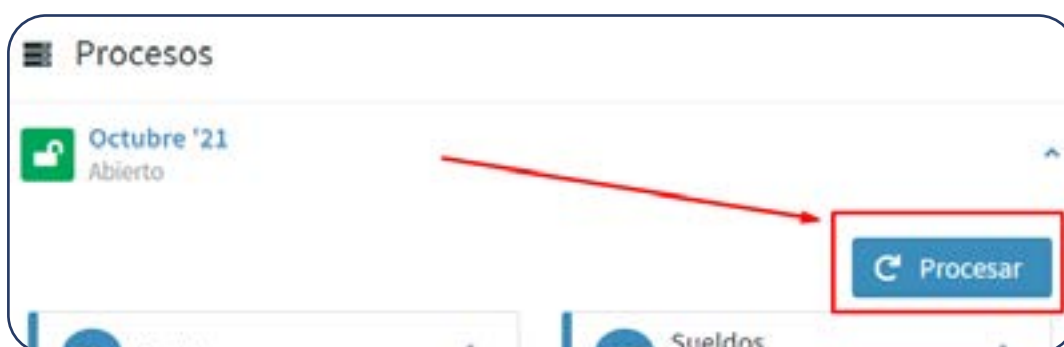 Procesos
Octubre '21
Abierto
Procesar
Sueldos